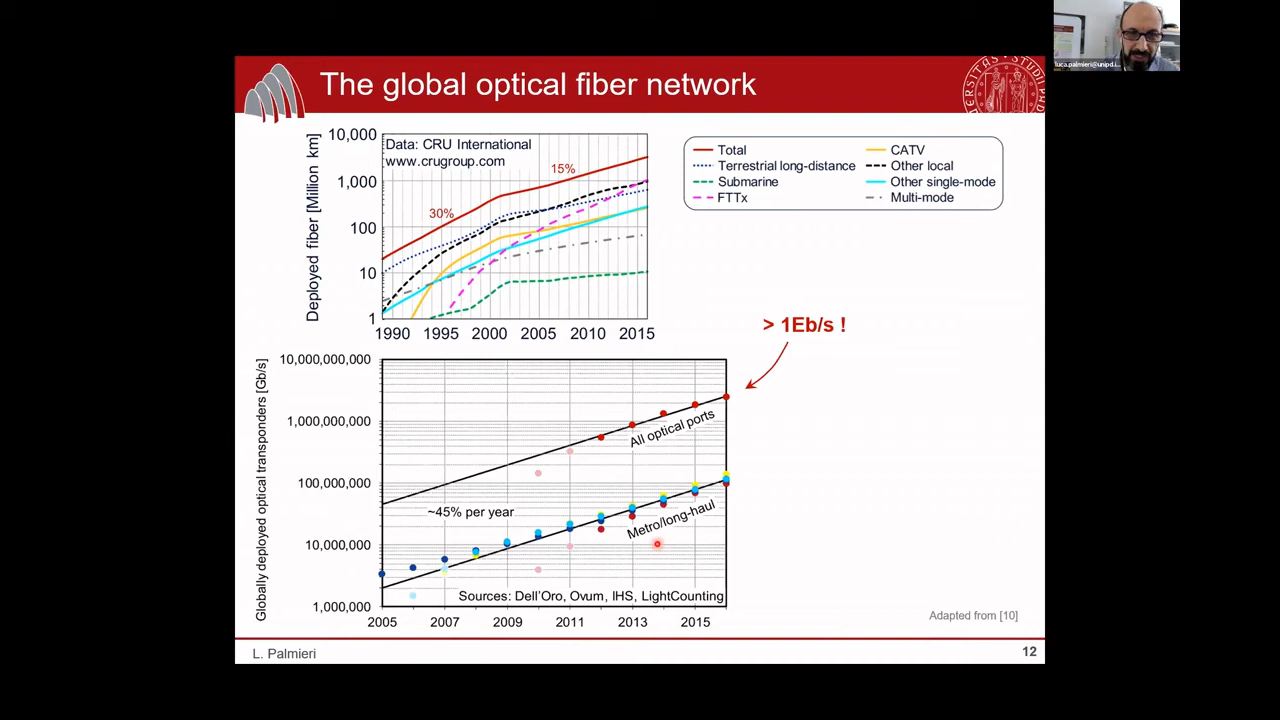 The global optical fiber network
luca.palmieri@unipd.i...
Deployed fiber [Million km]
10,000
1,000
100
10
1
Data: CRU International
www.crugroup.com
15%
30%
1990 1995 2000 2005 2010 2015
Total
Terrestrial long-distance
Submarine
FTTx
CATV
Other local
Other single-mode
Multi-mode
> 1Eb/s !
Globally deployed optical transponders [Gb/s]
10,000,000,000
1,000,000,000
100,000,000
10,000,000
1,000,000
All optical ports
~45% per year
Metro/long-haul
Sources: Dell'Oro, Ovum, IHS, LightCounting
2005 2007 2009 2011 2013 2015
Adapted from [10]
L. Palmieri
12